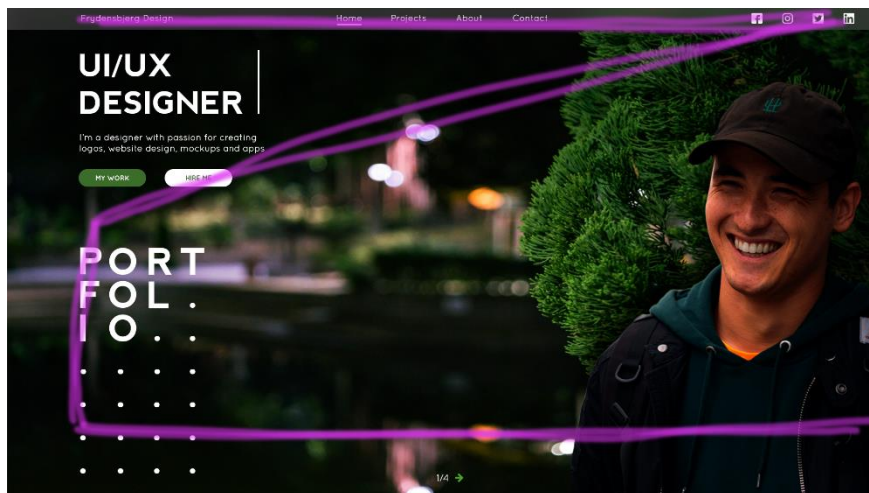 Frydensbjerg Design
Home Projects About Contact
UI/UX
DESIGNER
I'm a designer with passion for creating
logos, website design, mockups and apps
MY WORK
HIRE ME
PORT
FOL.
IO..
1/4